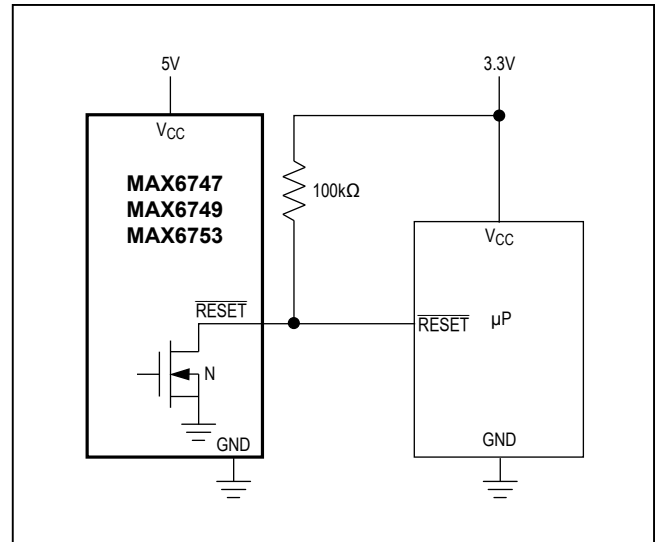 5V
3.3V
VCC
MAX6747
MAX6749
MAX6753
100kΩ
VCC
RESET
RESET
µP
N
GND
GND